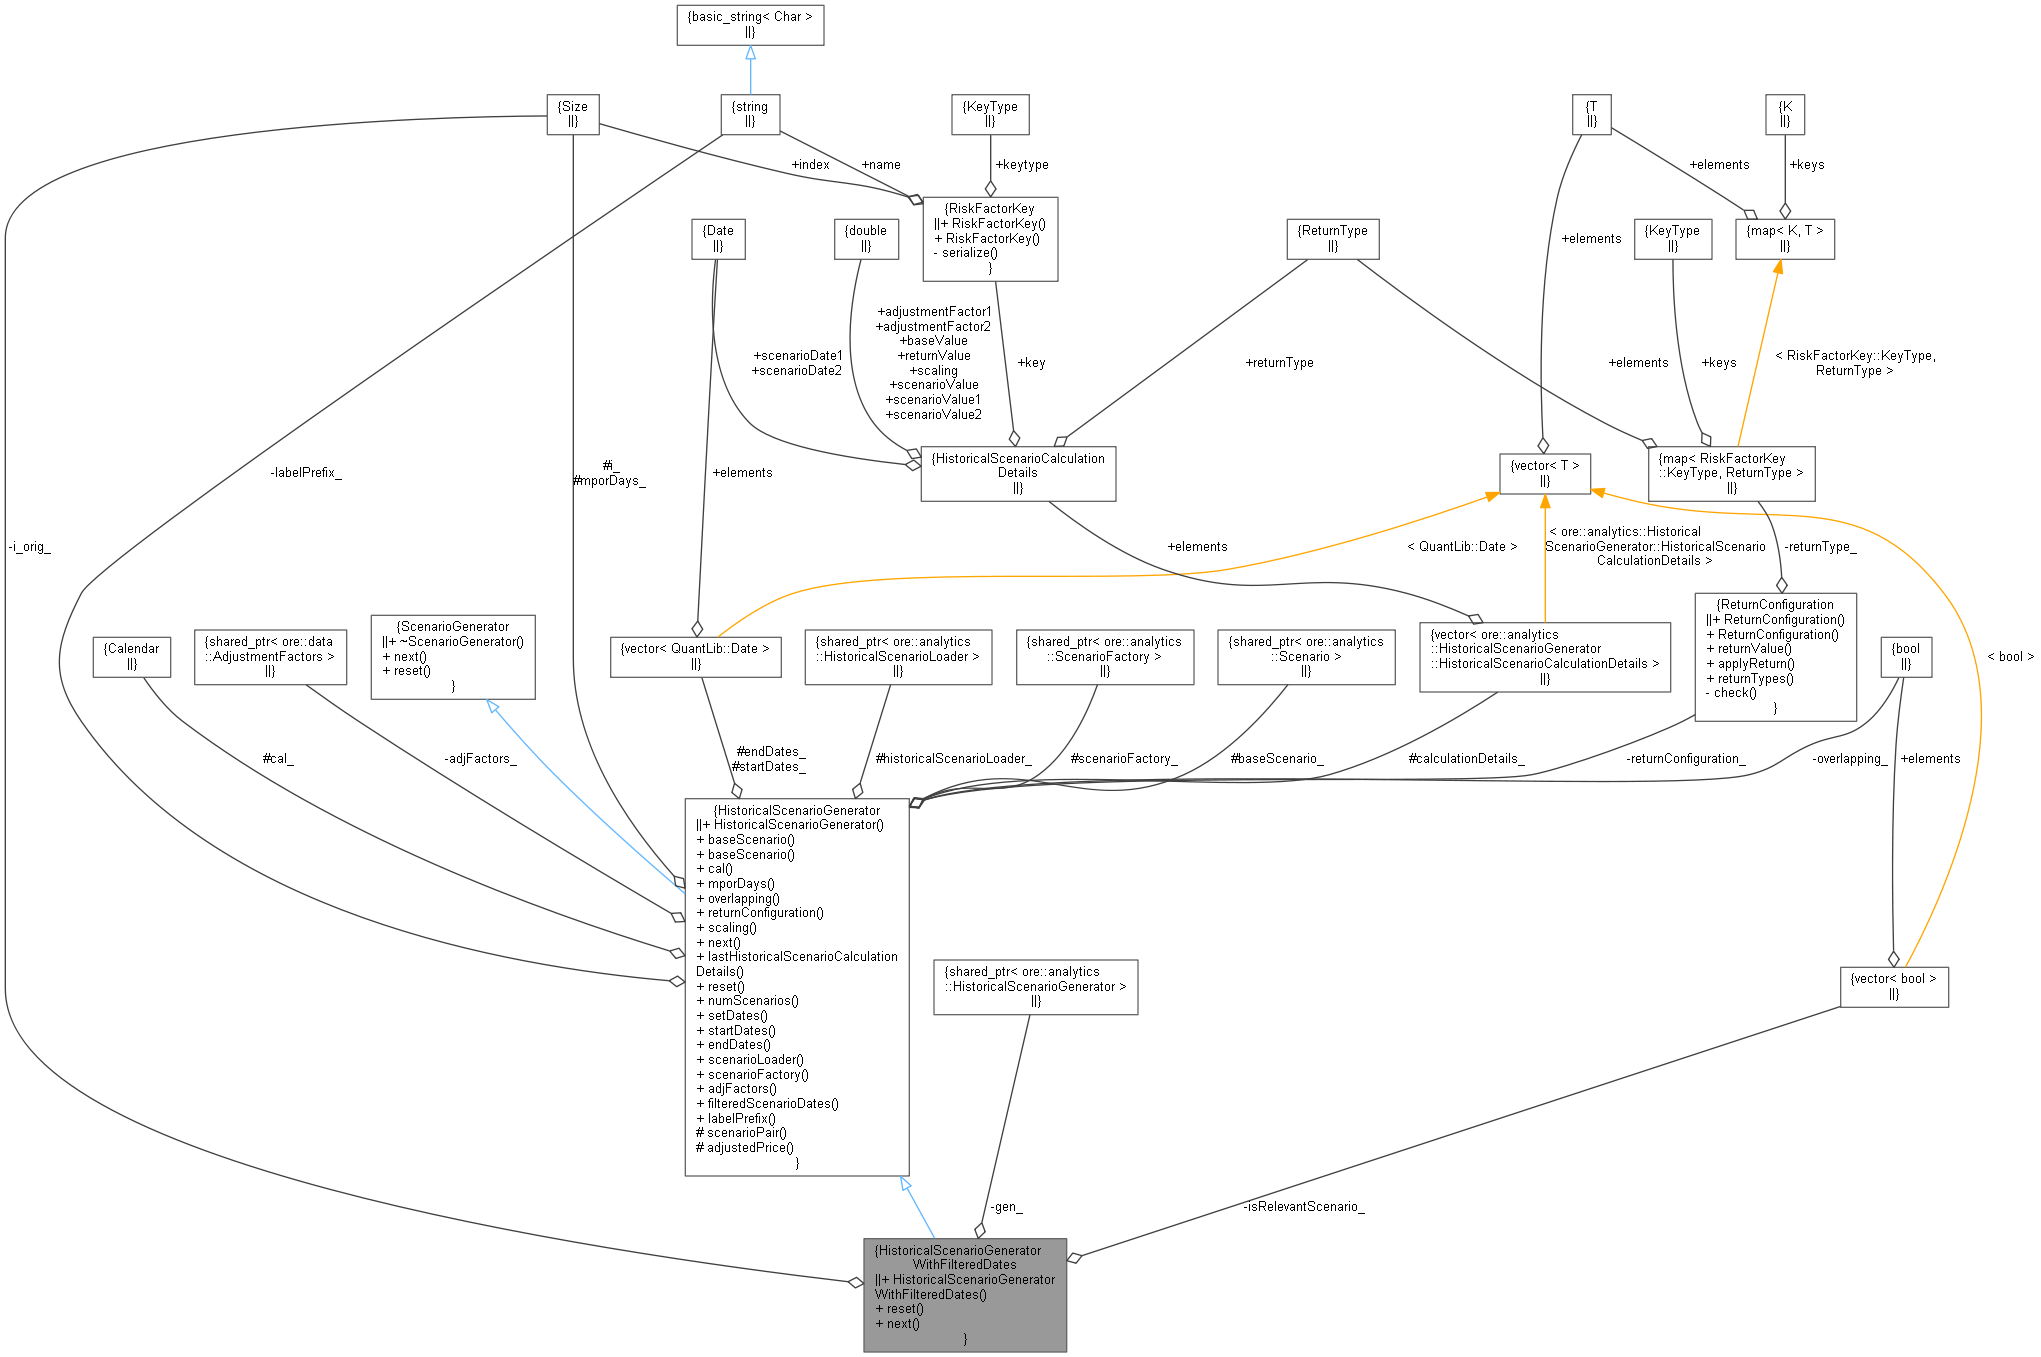 {basic_string< Char >
||}
{Size
||}
{string
||}
{KeyType
||}
{T
||}
{K
||}
+index
+name
+keytype
+elements
+keys
{RiskFactorKey
||+ RiskFactorKey()
+ RiskFactorKey()
- serialize()
}
{Date
||}
{double
||}
{ReturnType
||}
+elements
{KeyType
||}
{map< K, T >
||}
+adjustmentFactor1
+adjustmentFactor2
+baseValue
+returnValue
+scaling
+scenarioValue
+scenarioValue1
+scenarioValue2
+scenarioDate1
+scenarioDate2
+key
+returnType
+elements
+keys
< RiskFactorKey::KeyType,
ReturnType >
-labelPrefix_
#i_
#mporDays_
+elements
{HistoricalScenarioCalculation
Details
||}
{vector< T >
||}
{map< RiskFactorKey
::KeyType, ReturnType >
||}
-i_orig_
+elements
< QuantLib::Date >
< ore::analytics::Historical
ScenarioGenerator::HistoricalScenario
CalculationDetails >
-returnType_
{Calendar
||}
{shared_ptr< ore::data
::AdjustmentFactors >
||}
{ScenarioGenerator
||+ ~ScenarioGenerator()
+ next()
+ reset()
}
{vector< QuantLib::Date >
||}
{shared_ptr< ore::analytics
::HistoricalScenarioLoader >
||}
{shared_ptr< ore::analytics
::ScenarioFactory >
||}
{shared_ptr< ore::analytics
::Scenario >
||}
{vector< ore::analytics
::HistoricalScenarioGenerator
::HistoricalScenarioCalculationDetails >
||}
{ReturnConfiguration
||+ ReturnConfiguration()
+ ReturnConfiguration()
+ returnValue()
+ applyReturn()
+ returnTypes()
- check()
}
{bool
||}
< bool >
#cal_
-adjFactors_
#endDates_
#startDates_
#historicalScenarioLoader_
#scenarioFactory_
#baseScenario_
#calculationDetails_
-returnConfiguration_
-overlapping_
+elements
{HistoricalScenarioGenerator
||+ HistoricalScenarioGenerator()
+ baseScenario()
+ baseScenario()
+ cal()
+ mporDays()
+ overlapping()
+ returnConfiguration()
+ scaling()
+ next()
+ lastHistoricalScenarioCalculation
Details()
+ reset()
+ numScenarios()
+ setDates()
+ startDates()
+ endDates()
+ scenarioLoader()
+ scenarioFactory()
+ adjFactors()
+ filteredScenarioDates()
+ labelPrefix()
# scenarioPair()
# adjustedPrice()
}
{shared_ptr< ore::analytics
::HistoricalScenarioGenerator >
||}
{vector< bool >
||}
-gen_
-isRelevantScenario_
{HistoricalScenarioGenerator
WithFilteredDates
||+ HistoricalScenarioGenerator
WithFilteredDates()
+ reset()
+ next()
}